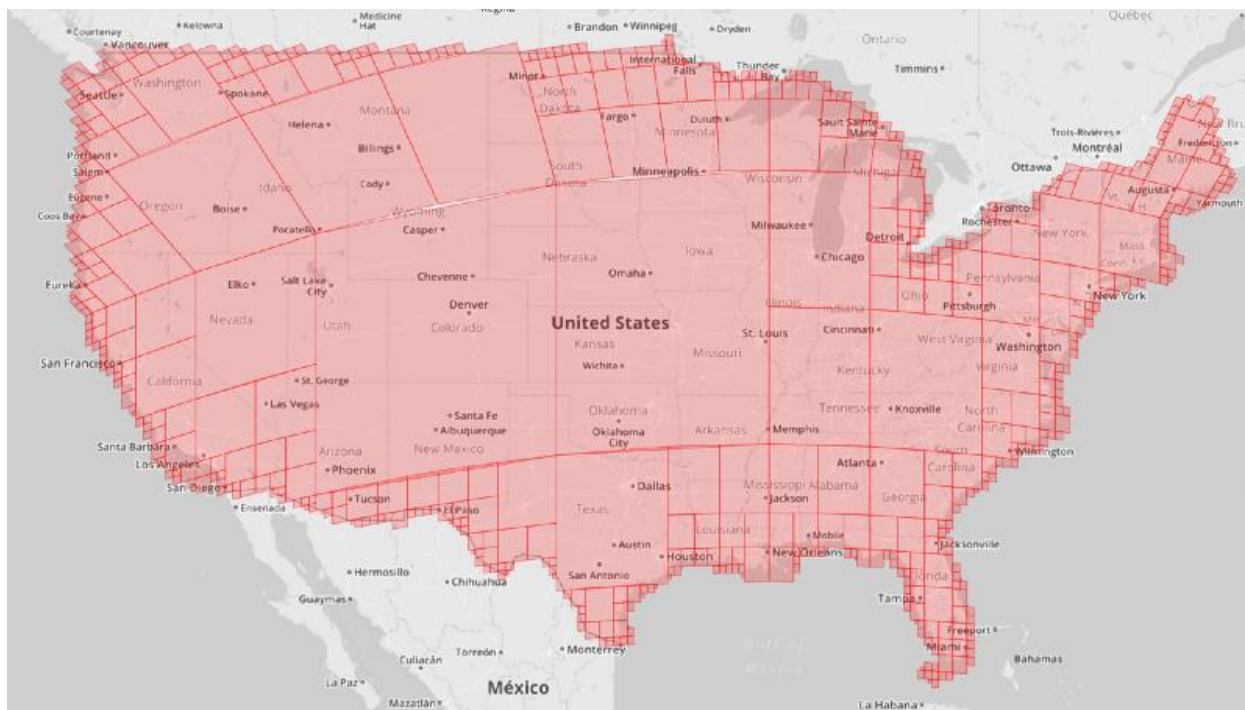 Regina
Medicine
Hat
Kelowna
Courtenay
Vancouver
Brandon
Winnipeg
Dryden
Québec
Ontario
Timmins
Thunder
Bay
International
Falls
Washington
Seattle
Spokane
Minot
North
Dakota
Montana
Helena
Fargo
Duluth
Minnesota
Sault Sainte
Marie
Trois-Rivières
Montréal
Ottawa
Fredericton
Maine
Portland
Salem
Billings
Cody
South
Dakota
Minneapolis
Wisconsin
Michigan
Augusta
Yarmouth
Eugene
Coos Bay
Oregon
Idaho
Boise
Pocatello
Wyoming
Casper
Milwaukee
Toronto
Rochester
Detroit
New York
N.H.
Mass.
Nebraska
Iowa
Chicago
Eureka
Elko
Salt Lake
City
Cheyenne
Omaha
Ohio
Pennsylvania
Pittsburgh
New York
Nevada
Utah
Denver
Colorado
United States
Illinois
Indiana
Kansas
St. Louis
Cincinnati
West Virginia
Washington
San Francisco
California
St. George
Wichita
Missouri
Kentucky
Virginia
Las Vegas
Santa Fe
Albuquerque
Oklahoma
Oklahoma
City
Tennessee
Knoxville
North
Carolina
Arkansas
Memphis
Santa Barbara
Los Angeles
Arizona
Phoenix
New Mexico
Atlanta
South
Carolina
Wilmington
San Diego
Ensenada
Tucson
El Paso
Dallas
Texas
Mississippi
Alabama
Jackson
Georgia
Louisiana
Mobile
Jacksonville
Austin
Houston
New Orleans
San Antonio
Hermosillo
Chihuahua
Guaymas
Florida
Tampa
Freeport
Miami
Bahamas
Monterrey
Torreón
Culiacán
La Paz
México
Mazatlán
Gulf of
Mexico
La Habana